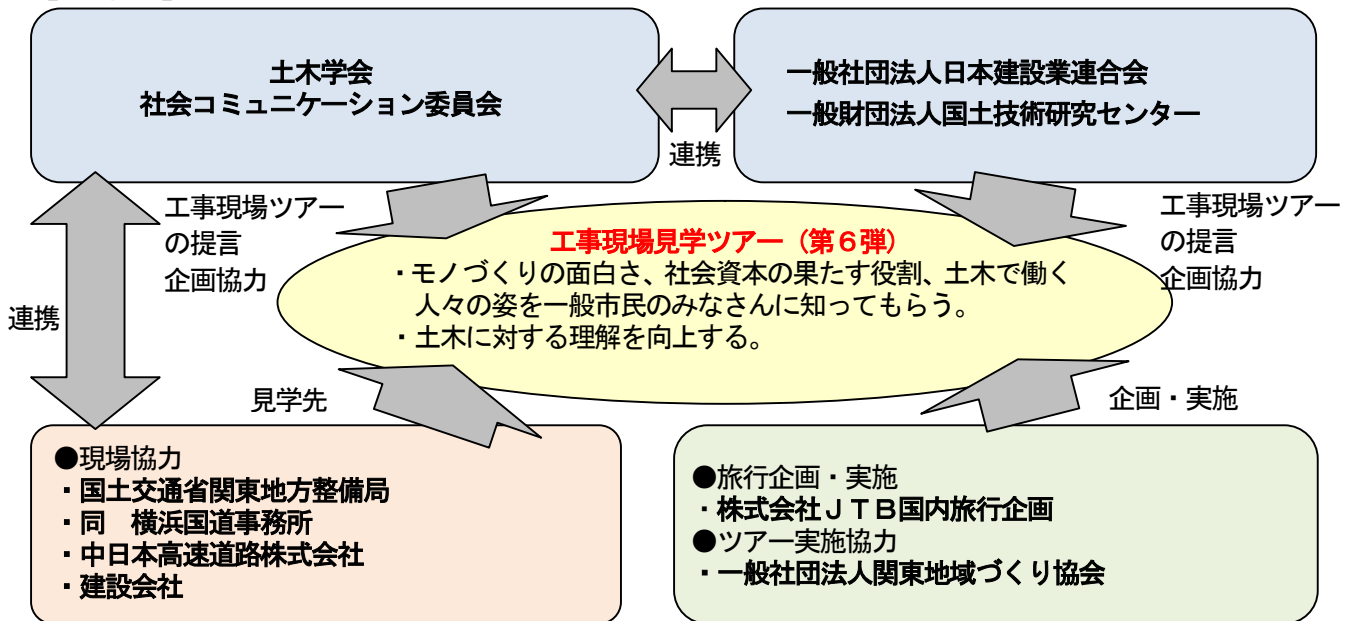 土木学会
社会コミュニケーション委員会
一般社団法人日本建設業連合会
一般財団法人国土技術研究センター
連携
工事現場ツアー
の提言
企画協力
工事現場ツアー
の提言
企画協力
連携
工事現場見学ツアー（第６弾）
・モノづくりの面白さ、社会資本の果たす役割、土木で働く
人々の姿を一般市民のみなさんに知ってもらう。
・土木に対する理解を向上する。
見学先
企画・実施
●現場協力
・国土交通省関東地方整備局
・同　横浜国道事務所
・中日本高速道路株式会社
・建設会社
●旅行企画・実施
・株式会社ＪＴＢ国内旅行企画
●ツアー実施協力
・一般社団法人関東地域づくり協会